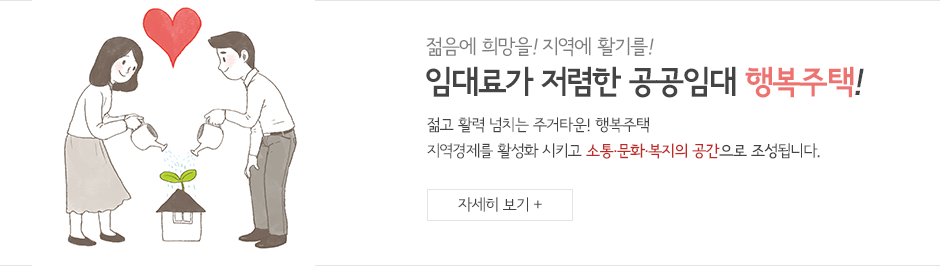 젊음에 희망을! 지역에 활기를!
임대료가 저렴한 공공임대 행복주택!
젊고 활력 넘치는 주거타운! 행복주택
지역경제를 활성화 시키고 소통·문화·복지의 공간으로 조성됩니다.
자세히 보기 +